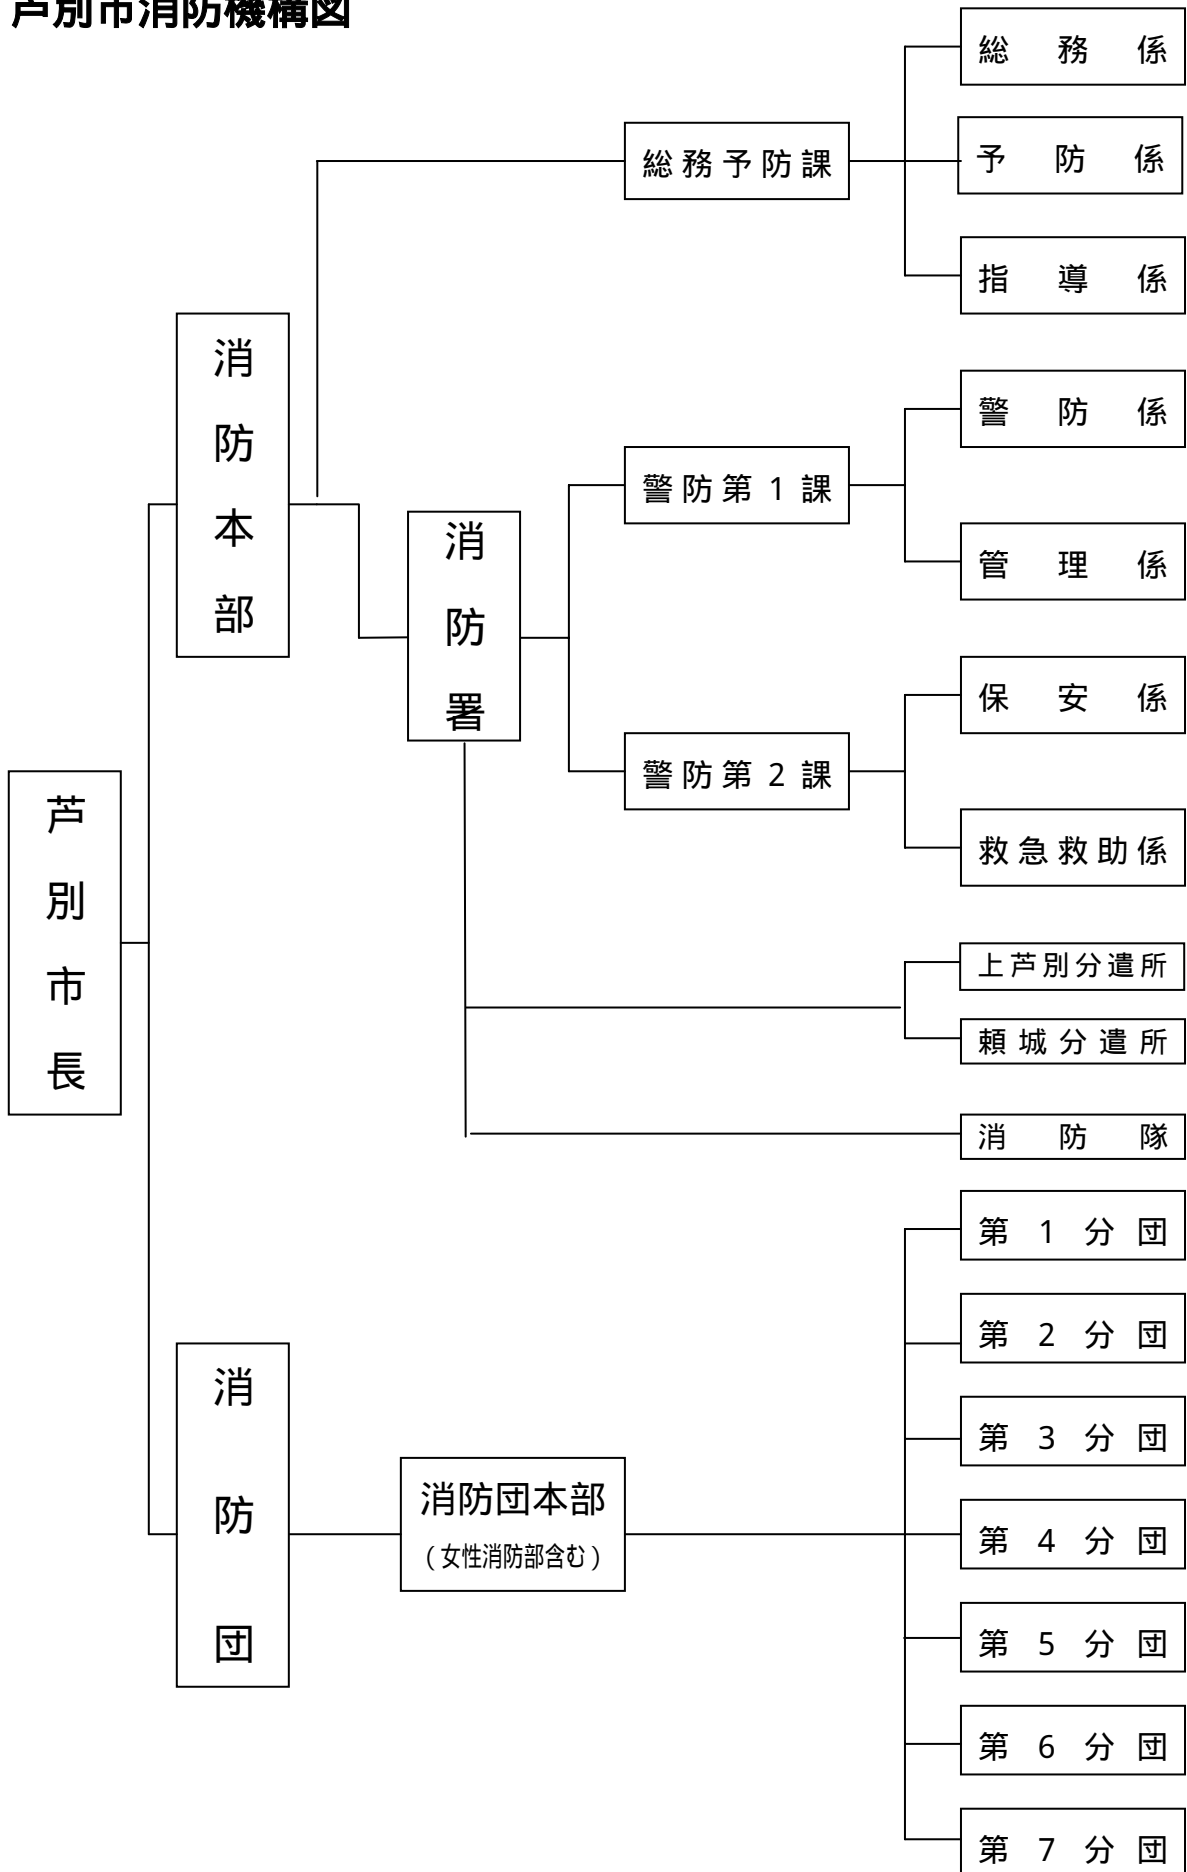 芦別市消防機構図
総務係
総務予防課
予防係
指導係
消防本部
警防係
警防第1課
管理係
消防署
保安係
警防第2課
救急救助係
芦別市長
上芦別分遣所
頼城分遣所
消防隊
第1分団
第2分団
消防団
第3分団
消防団本部
（女性消防部含む）
第4分団
第5分団
第6分団
第7分団